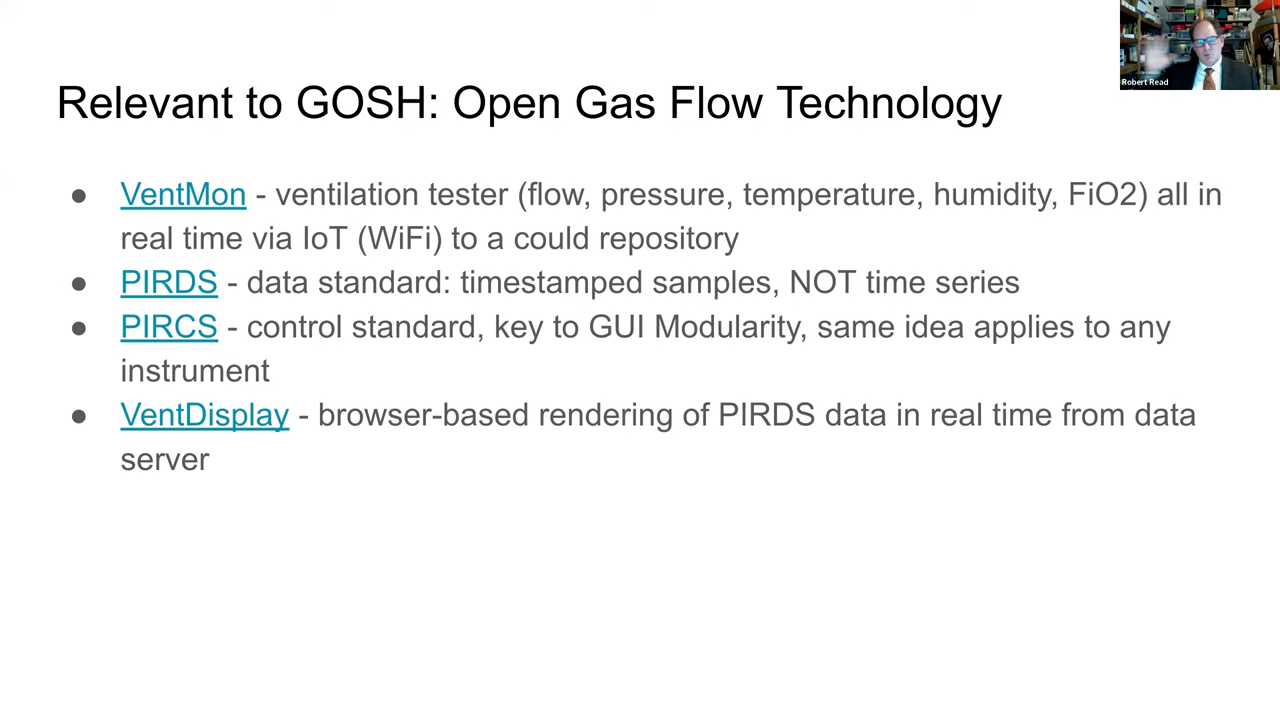 Robert Read
Relevant to GOSH: Open Gas Flow Technology
● VentMon - ventilation tester (flow, pressure, temperature, humidity, FiO2) all in
real time via IoT (WiFi) to a could repository
● PIRDS - data standard: timestamped samples, NOT time series
● PIRCS - control standard, key to GUI Modularity, same idea applies to any
instrument
● VentDisplay - browser-based rendering of PIRDS data in real time from data
server